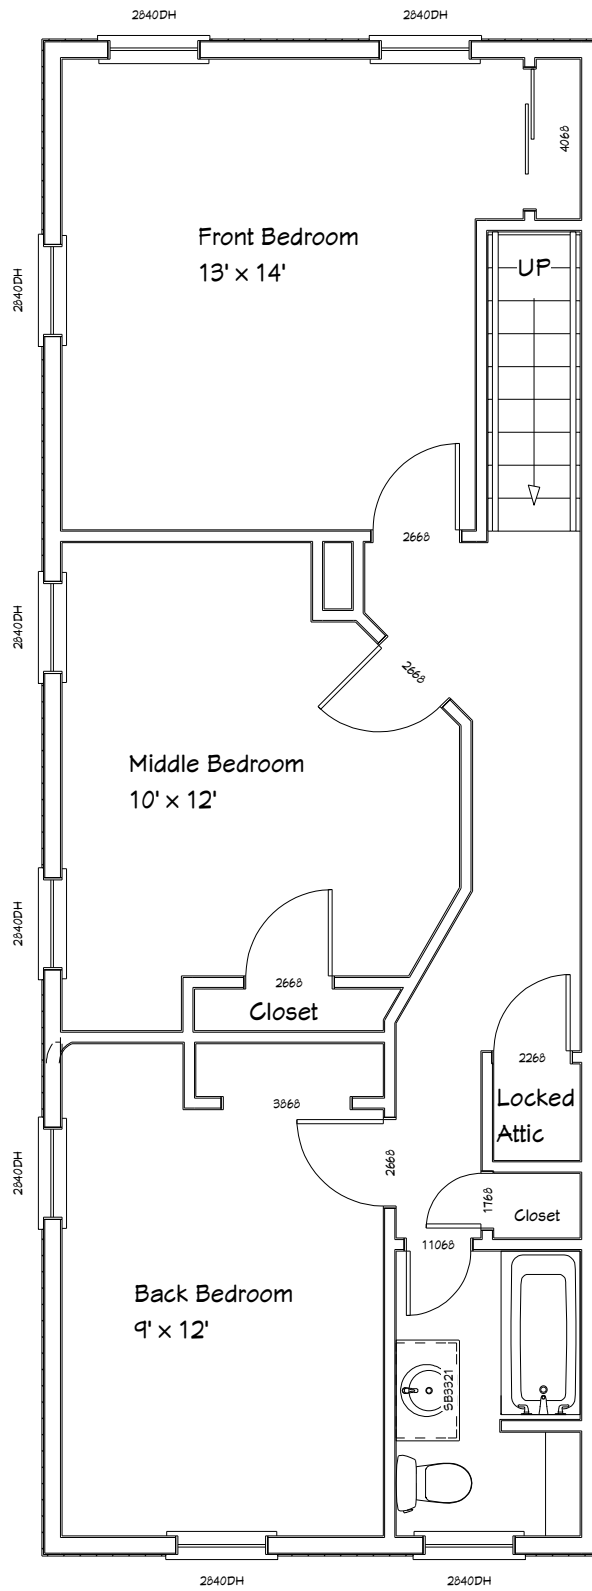 2840DH
2840DH
4068
Front Bedroom
13' x 14'
UP
2840DH
2668
2840DH
2668
Middle Bedroom
10' x 12'
2840DH
2668
Closet
2268
Locked
Attic
3868
2668
2840DH
1768
Closet
11068
Back Bedroom
9' x 12'
SB3321
2840DH
2840DH